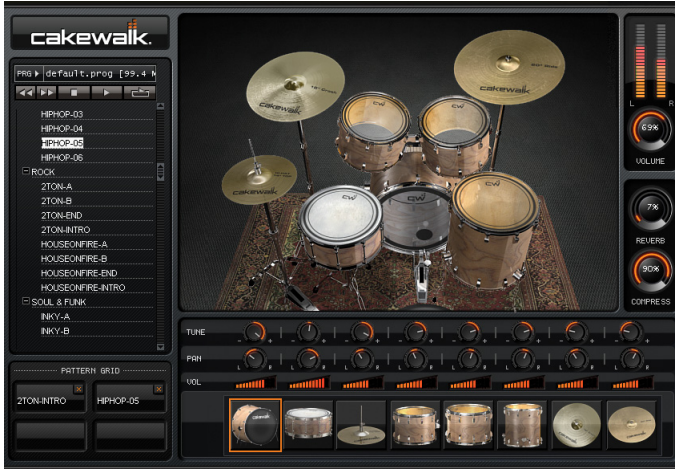 cakewalk.
PRG default.prog [99.4 M
HIPHOP-03
HIPHOP-04
HIPHOP-05
HIPHOP-06
ROCK
2TON-A
2TON-B
2TON-END
2TON-INTRO
HOUSEONFIRE-A
HOUSEONFIRE-B
HOUSEONFIRE-END
HOUSEONFIRE-INTRO
SOUL & FUNK
INKY-A
INKY-B
PATTERN GRID
2TON-INTRO HIPHOP-05
cakewalk
cakewalk
cakewalk
CW
CW
CW
L R
69%
VOLUME
7%
REVERB
90%
COMPRESS
TUNE - + - + - + - + - + - + - + - +
PAN L R L R L R L R L R L R L R L R
VOL
cakewalk